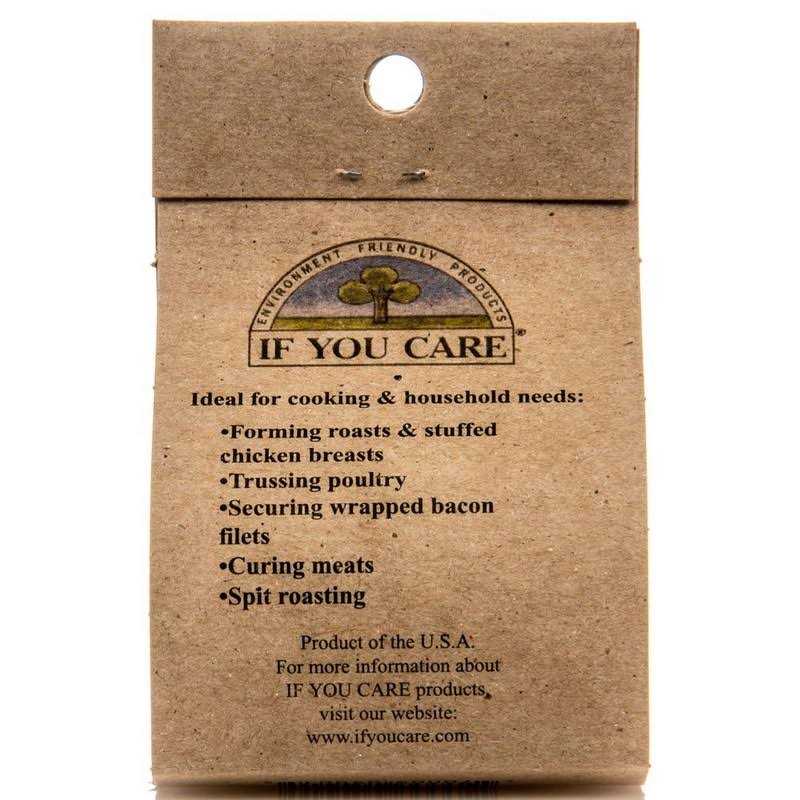 ENVIRONMENT FRIENDLY PRODUCTS
IF YOU CARE®
Ideal for cooking & household needs:
•Forming roasts & stuffed
chicken breasts
•Trussing poultry
•Securing wrapped bacon
filets
•Curing meats
•Spit roasting
Product of the U.S.A.
For more information about
IF YOU CARE products,
visit our website:
www.ifyoucare.com